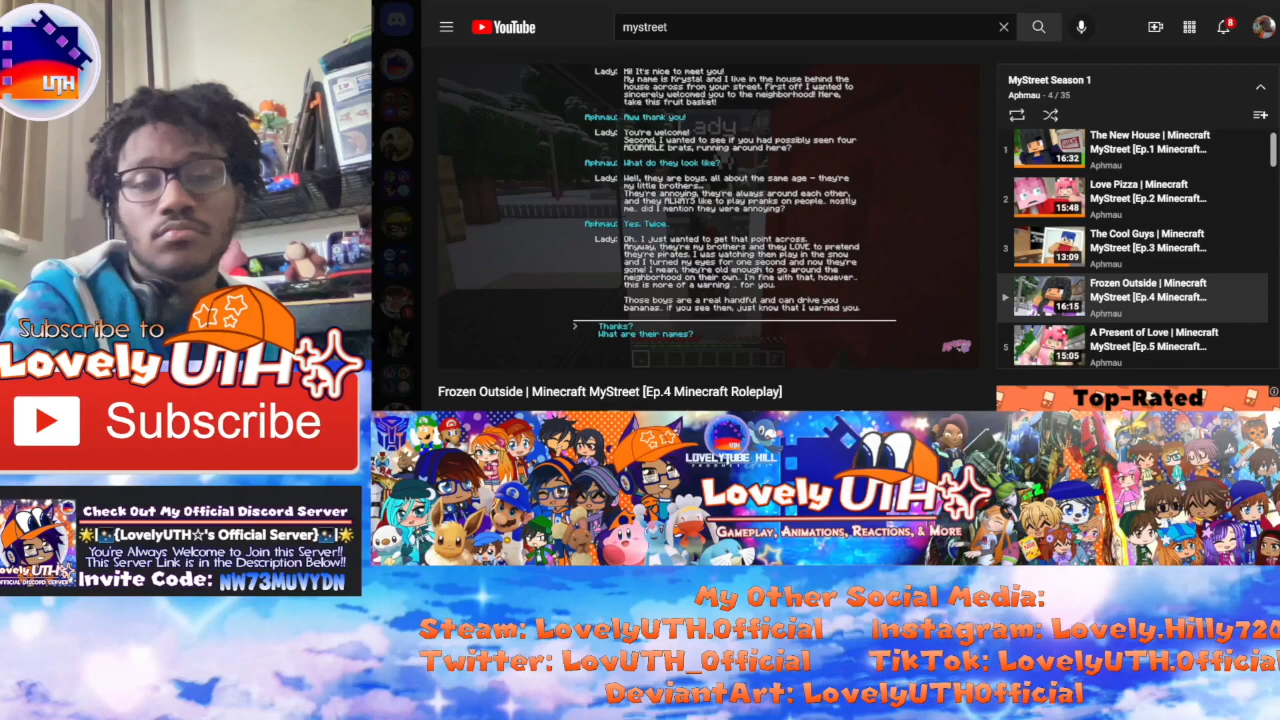 UTH
Subscribe to
Lovely UTH
Subscribe
Check Out My Official Discord Server
{LovelyUTH☆'s Official Server}
You're Always Welcome to Join this Server!!
This Server Link is in the Description Below!!
Invite Code: NW73MUVYDN
Lovely UTH
OFFICIAL DISCORD SERVER
YouTube
mystreet
8
Lady: Hi! It's nice to meet you!
My name is Krystal and I live in the house behind the
house across from your street. First off I wanted to
sincerely welcomed you to the neighborhood! Here,
take this fruit basket!
Aphmau: Aww thank you!
Lady: You're welcome!
Second, I wanted to see if you had possibly seen four
ADORABLE brats, running around here?
Aphmau: What do they look like?
Lady: Well, they are boys, all about the same age - they're
my little brothers...
They're annoying, they're always around each other,
and they ALWAYS like to play pranks on people.. mostly
me.. did I mention they were annoying?
Aphmau: Yes. Twice..
Lady: Oh. I just wanted to get that point across.
Anyway, they're my brothers and they LOVE to pretend
they're pirates. I was watching them play in the snow
and I turned my eyes for one second and now they're
gone! I mean, they're old enough to go around the
neighborhood on their own.. I'm fine with that, however..
this is more of a warning .. for you.
Those boys are a real handful and can drive you
bananas.. if you see them, just know that I warned you.
> Thanks?
What are their names?
Lady
Frozen Outside | Minecraft MyStreet [Ep.4 Minecraft Roleplay]
MyStreet Season 1
Aphmau - 4 / 35
1
16:32
The New House | Minecraft
MyStreet [Ep.1 Minecraft...
Aphmau
2
15:48
Love Pizza | Minecraft
MyStreet [Ep.2 Minecraft...
Aphmau
3
13:09
The Cool Guys | Minecraft
MyStreet [Ep.3 Minecraft...
Aphmau
16:15
Frozen Outside | Minecraft
MyStreet [Ep.4 Minecraft...
Aphmau
5
15:05
A Present of Love | Minecraft
MyStreet [Ep.5 Minecraft...
Aphmau
Top-Rated
UTH
LOVELYTUBE HILL
PRODUCTIONS
Lovely UTH
Gameplay, Animations, Reactions, & More
My Other Social Media:
Steam: LovelyUTH.Official
Instagram: Lovely.Hilly720
Twitter: LovUTH_Official
TikTok: LovelyUTH.Official
DeviantArt: LovelyUTHOfficial